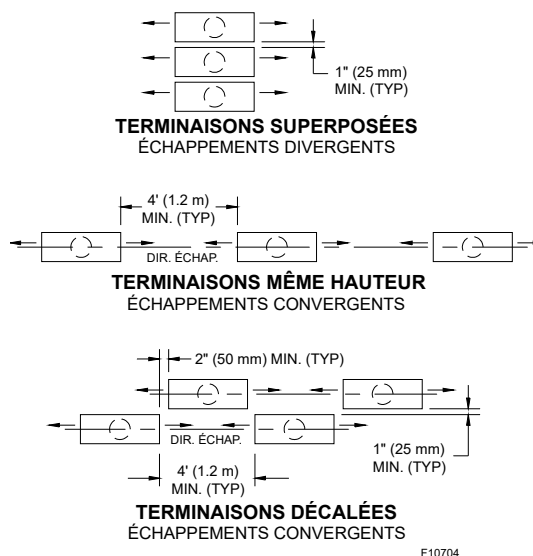 1" (25 mm)
MIN. (TYP)
TERMINAISONS SUPERPOSÉES
ÉCHAPPEMENTS DIVERGENTS
4' (1.2 m)
MIN. (TYP)
DIR. ÉCHAP.
TERMINAISONS MÊME HAUTEUR
ÉCHAPPEMENTS CONVERGENTS
2" (50 mm) MIN. (TYP)
DIR. ÉCHAP.
1" (25 mm)
MIN. (TYP)
4' (1.2 m)
MIN. (TYP)
TERMINAISONS DÉCALÉES
ÉCHAPPEMENTS CONVERGENTS
F10704